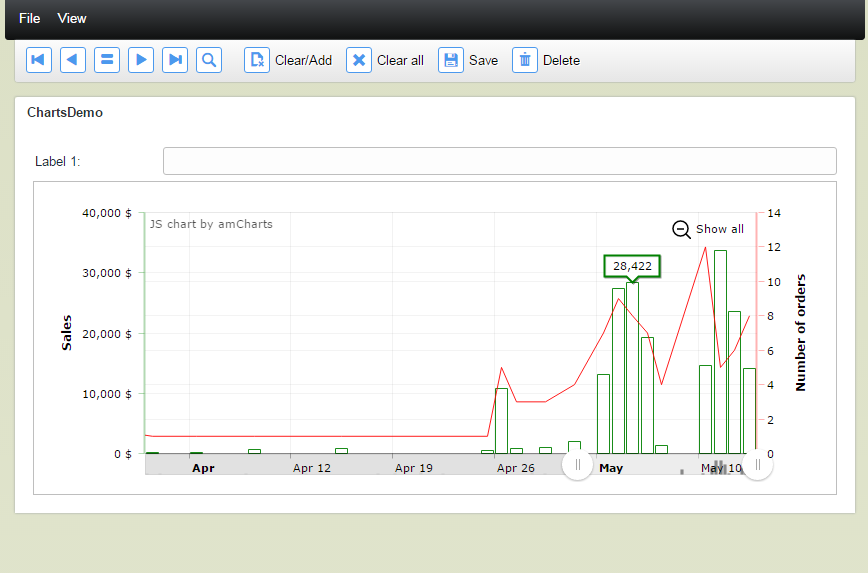 File View
Clear/Add Clear all Save Delete
ChartsDemo
Label 1:
JS chart by amCharts
Show all
28,422
40,000 $
30,000 $
20,000 $
10,000 $
0 $
Sales
14
12
10
8
6
4
2
0
Number of orders
Apr Apr 12 Apr 19 Apr 26 May May 10